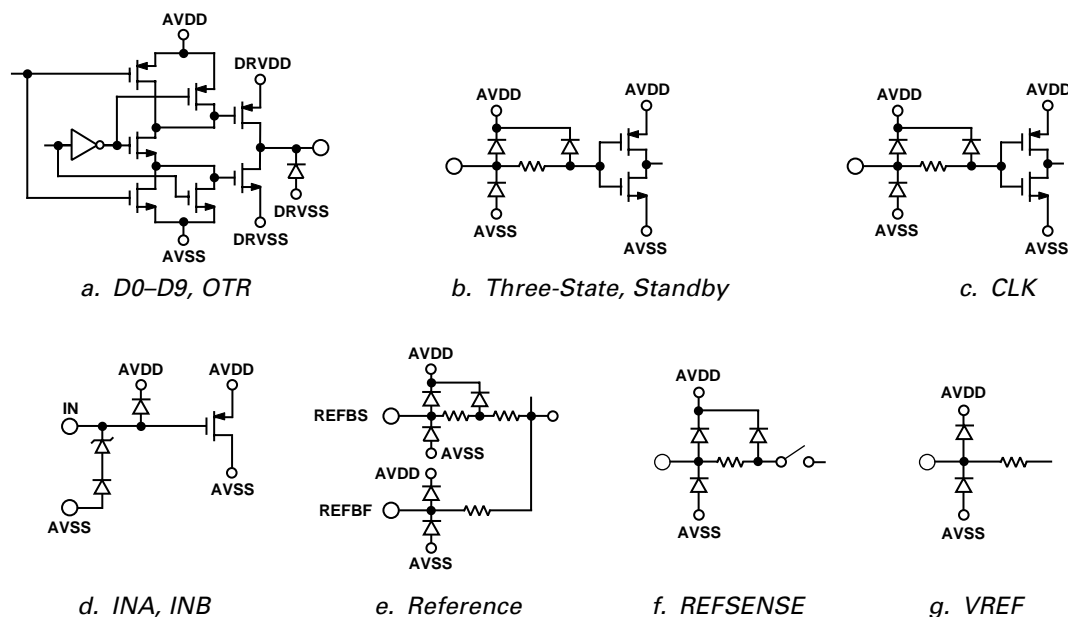 AVDD
DRVDD
DRVSS
DRVSS
AVSS
a. D0–D9, OTR
AVDD
AVDD
AVSS
AVSS
b. Three-State, Standby
AVDD
AVDD
AVSS
AVSS
c. CLK
AVDD
AVDD
IN
AVSS
AVSS
d. INA, INB
AVDD
REFBS
AVSS
AVDD
REFBF
AVSS
e. Reference
AVDD
AVSS
f. REFSENSE
AVDD
AVSS
g. VREF